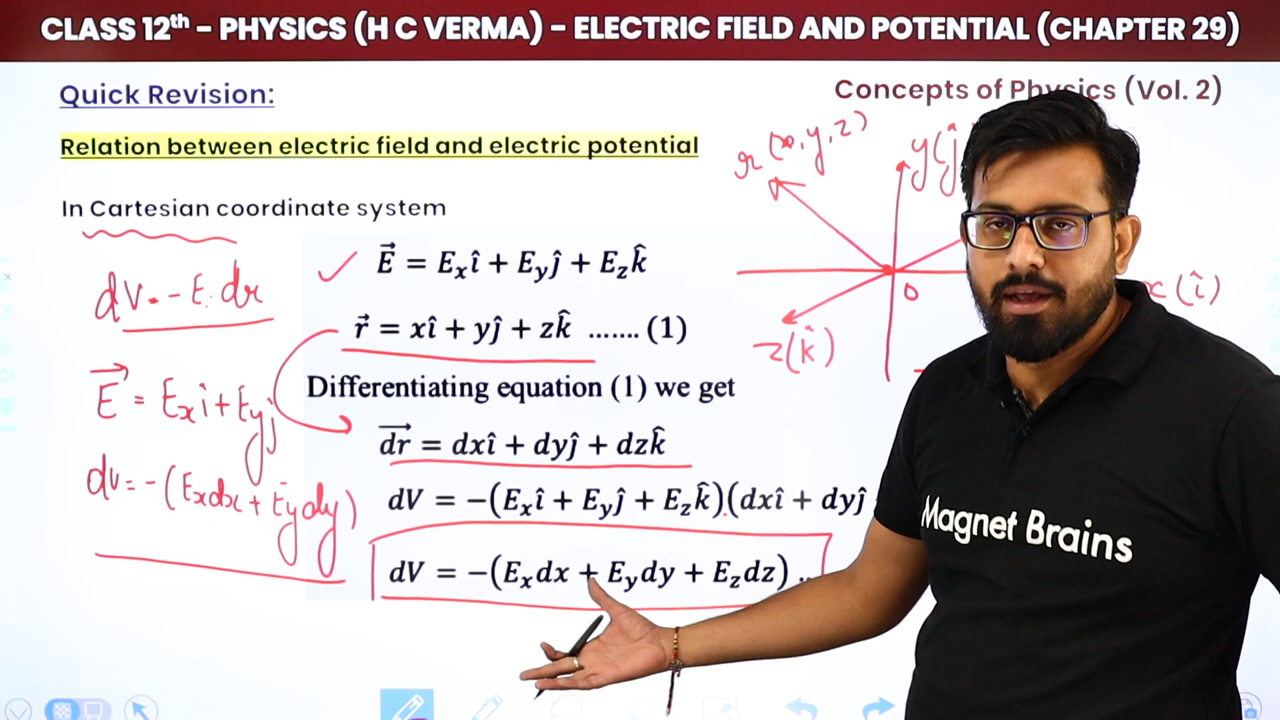 CLASS 12th – PHYSICS (H C VERMA) – ELECTRIC FIELD AND POTENTIAL (CHAPTER 29)
Quick Revision:
Concepts of Physics (Vol. 2)
Relation between electric field and electric potential
In Cartesian coordinate system
r (x, y, z)
y(ĵ
x(î)
z(k̂)
0
dV = - E. dr
E⃗ = Exî + Eyĵ
dv = -(Exdx + Eydy)
E⃗ = Exî + Eyĵ + Ezk̂
r⃗ = xî + yĵ + zk̂ ....... (1)
Differentiating equation (1) we get
d⃗r = dxî + dyĵ + dzk̂
dV = −(Exî + Eyĵ + Ezk̂).(dxî + dyĵ
dV = −(Exdx + Eydy + Ezdz) ..
Magnet Brains